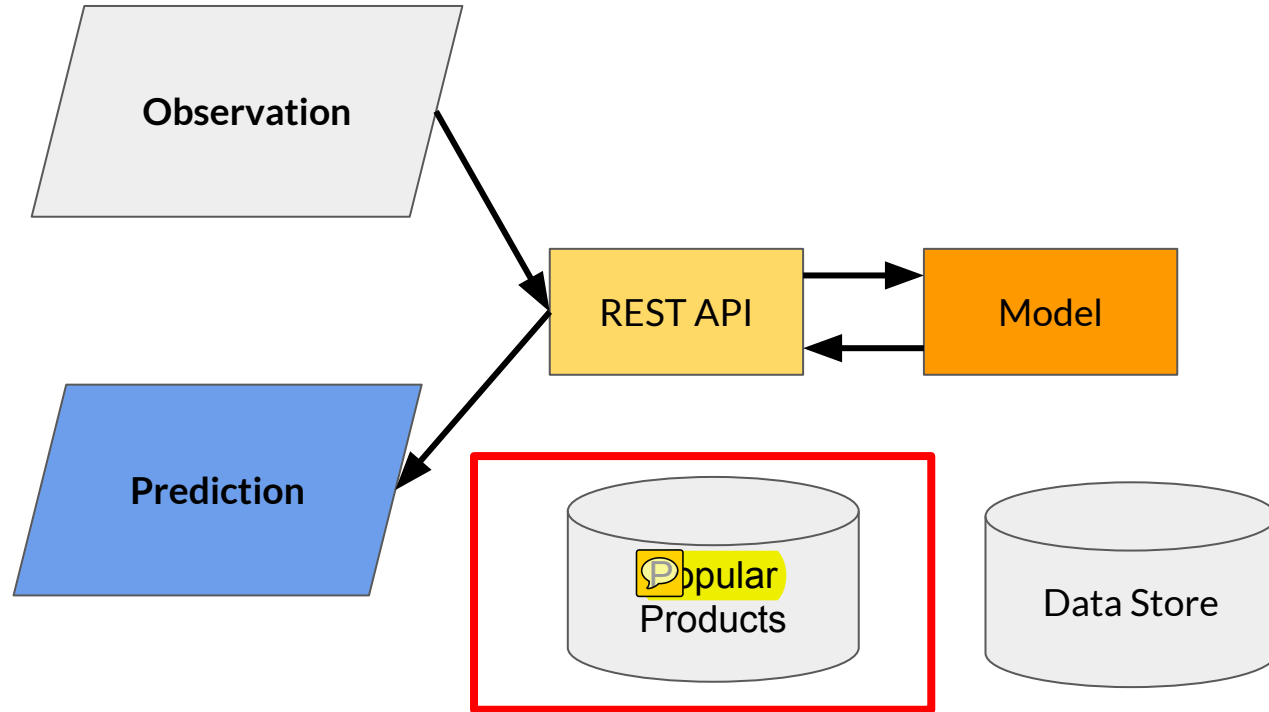 Observation
REST API
Model
Prediction
Popular
Products
Data Store